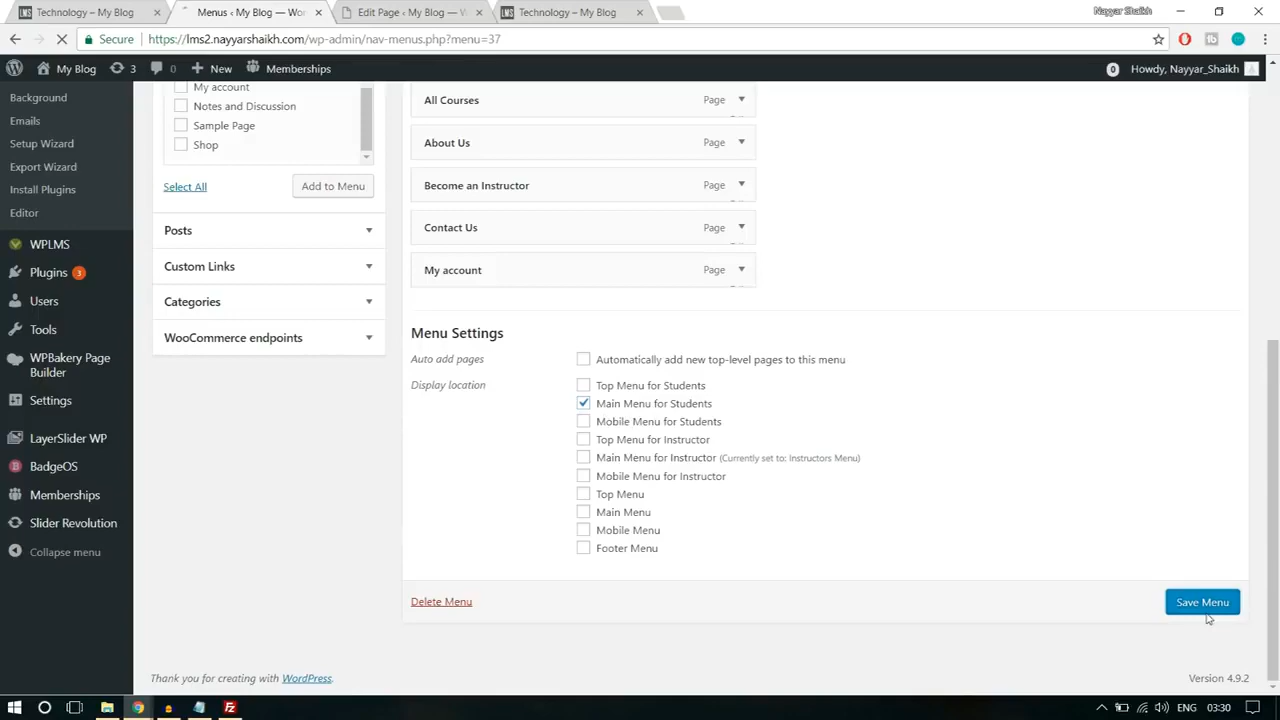 Technology – My Blog
Menus ‹ My Blog — Wor
Edit Page ‹ My Blog — W
Technology – My Blog
Nayyar Shaikh
Secure
https://lms2.nayyarshaikh.com/wp-admin/nav-menus.php?menu=37
My Blog
3
0
New
Memberships
0
Howdy, Nayyar_Shaikh
Background
Emails
Setup Wizard
Export Wizard
Install Plugins
Editor
WPLMS
Plugins 3
Users
Tools
WPBakery Page
Builder
Settings
LayerSlider WP
BadgeOS
Memberships
Slider Revolution
Collapse menu
My account
Notes and Discussion
Sample Page
Shop
Select All
Add to Menu
Posts
Custom Links
Categories
WooCommerce endpoints
All Courses Page
About Us Page
Become an Instructor Page
Contact Us Page
My account Page
Menu Settings
Auto add pages
Automatically add new top-level pages to this menu
Display location
Top Menu for Students
Main Menu for Students
Mobile Menu for Students
Top Menu for Instructor
Main Menu for Instructor (Currently set to: Instructors Menu)
Mobile Menu for Instructor
Top Menu
Main Menu
Mobile Menu
Footer Menu
Delete Menu
Save Menu
Thank you for creating with WordPress.
Version 4.9.2
ENG
03:30